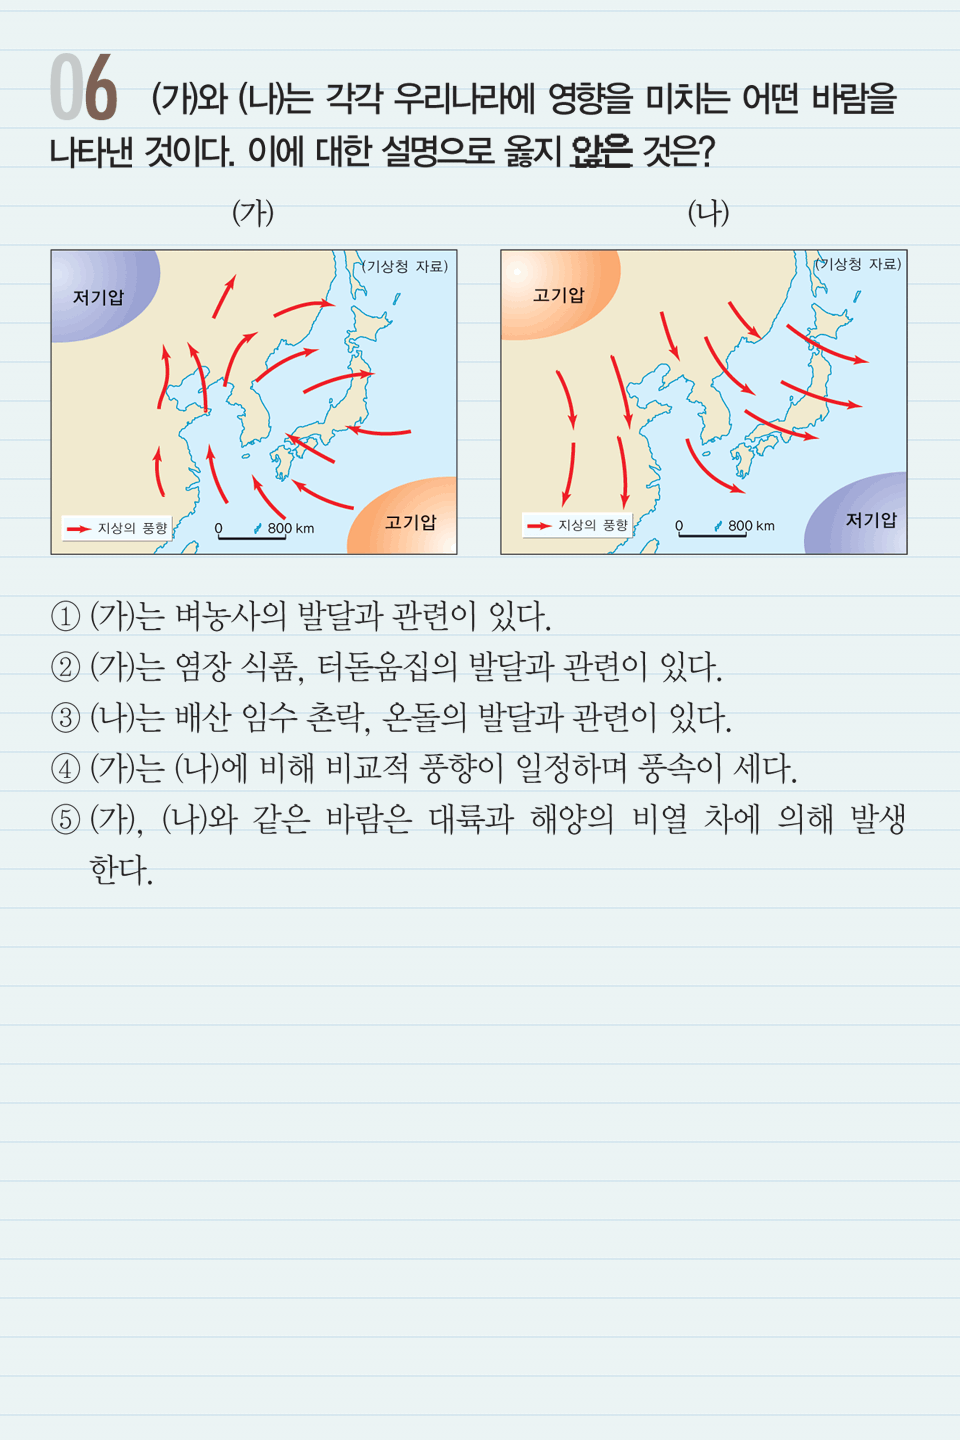 06 (가)와 (나)는 각각 우리나라에 영향을 미치는 어떤 바람을
나타낸 것이다. 이에 대한 설명으로 옳지 않은 것은?
(가)
(나)
저기압
(기상청 자료)
고기압
지상의 풍향
0 800 km
고기압
(기상청 자료)
저기압
지상의 풍향
0 800 km
① (가)는 벼농사의 발달과 관련이 있다.
② (가)는 염장 식품, 터돋움집의 발달과 관련이 있다.
③ (나)는 배산 임수 촌락, 온돌의 발달과 관련이 있다.
④ (가)는 (나)에 비해 비교적 풍향이 일정하며 풍속이 세다.
⑤ (가), (나)와 같은 바람은 대륙과 해양의 비열 차에 의해 발생
한다.